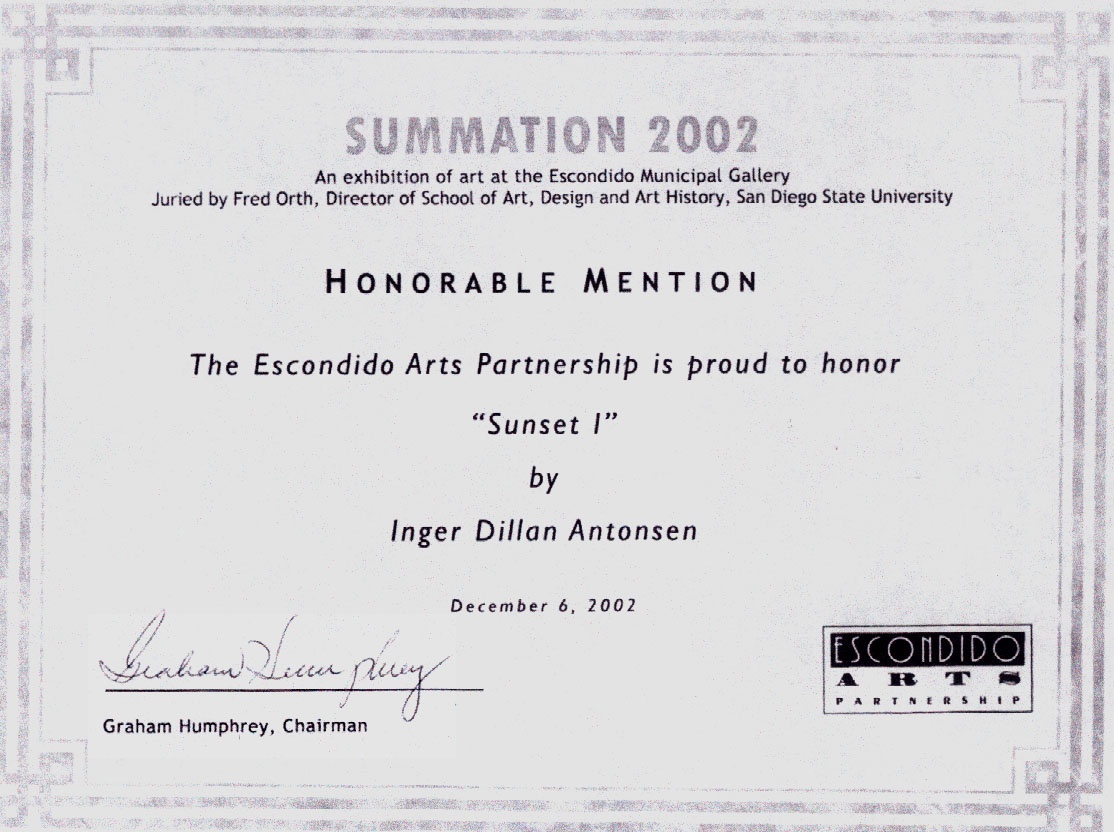 SUMMATION 2002
An exhibition of art at the Escondido Municipal Gallery
Juried by Fred Orth, Director of School of Art, Design and Art History, San Diego State University
HONORABLE MENTION
The Escondido Arts Partnership is proud to honor
“Sunset I”
by
Inger Dillan Antonsen
December 6, 2002
Graham Humphrey
Graham Humphrey, Chairman
ESCONDIDO
ARTS
PARTNERSHIP